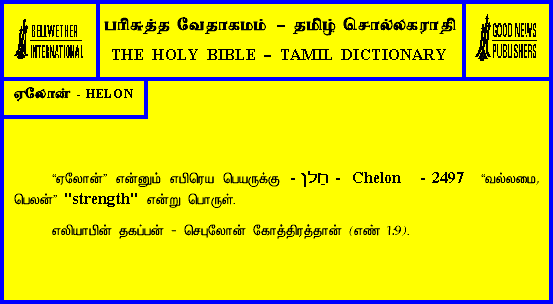 BELLWETHER
INTERNATIONAL
பரிசுத்த வேதாகமம் – தமிழ் சொல்லகராதி
THE HOLY BIBLE – TAMIL DICTIONARY
GOOD NEWS
PUBLISHERS
ஏலோன் - HELON
“ஏலோன்” என்னும் எபிரெய பெயருக்கு - חֵלֹן - Chelon - 2497 “வல்லமை,
பெலன்” "strength" என்று பொருள்.
எலியாபின் தகப்பன் - செபுலோன் கோத்திரத்தான் (எண் 1:9).